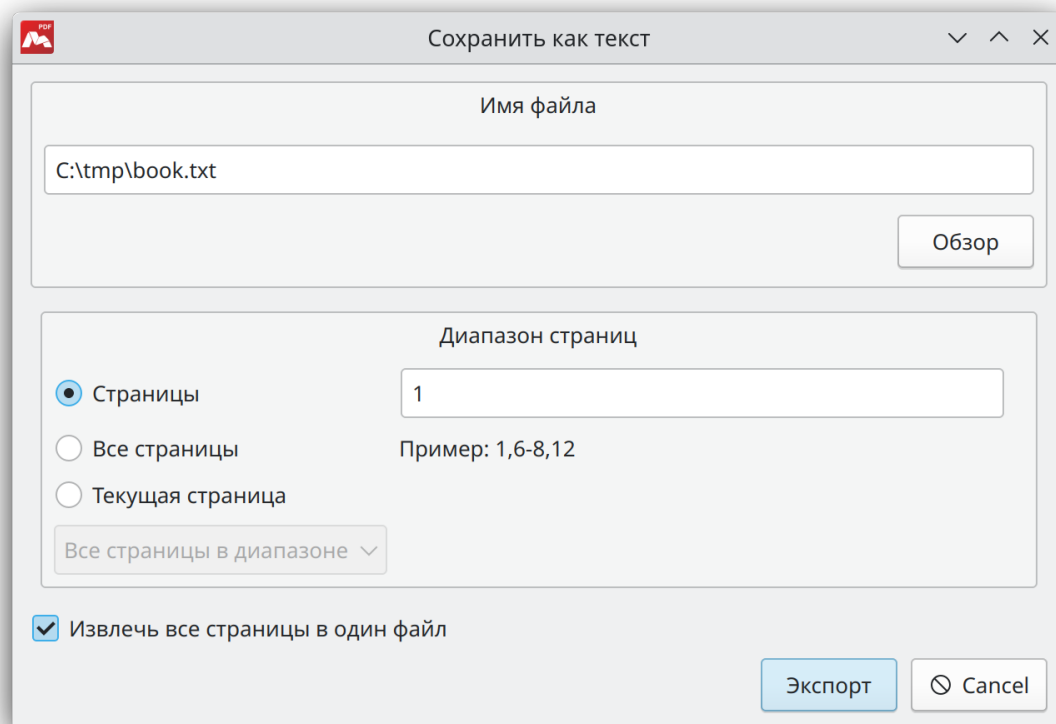 PDF
Сохранить как текст
Имя файла
C:\tmp\book.txt
Обзор
Диапазон страниц
Страницы
1
Все страницы
Пример: 1,6-8,12
Текущая страница
Все страницы в диапазоне
Извлечь все страницы в один файл
Экспорт
Cancel